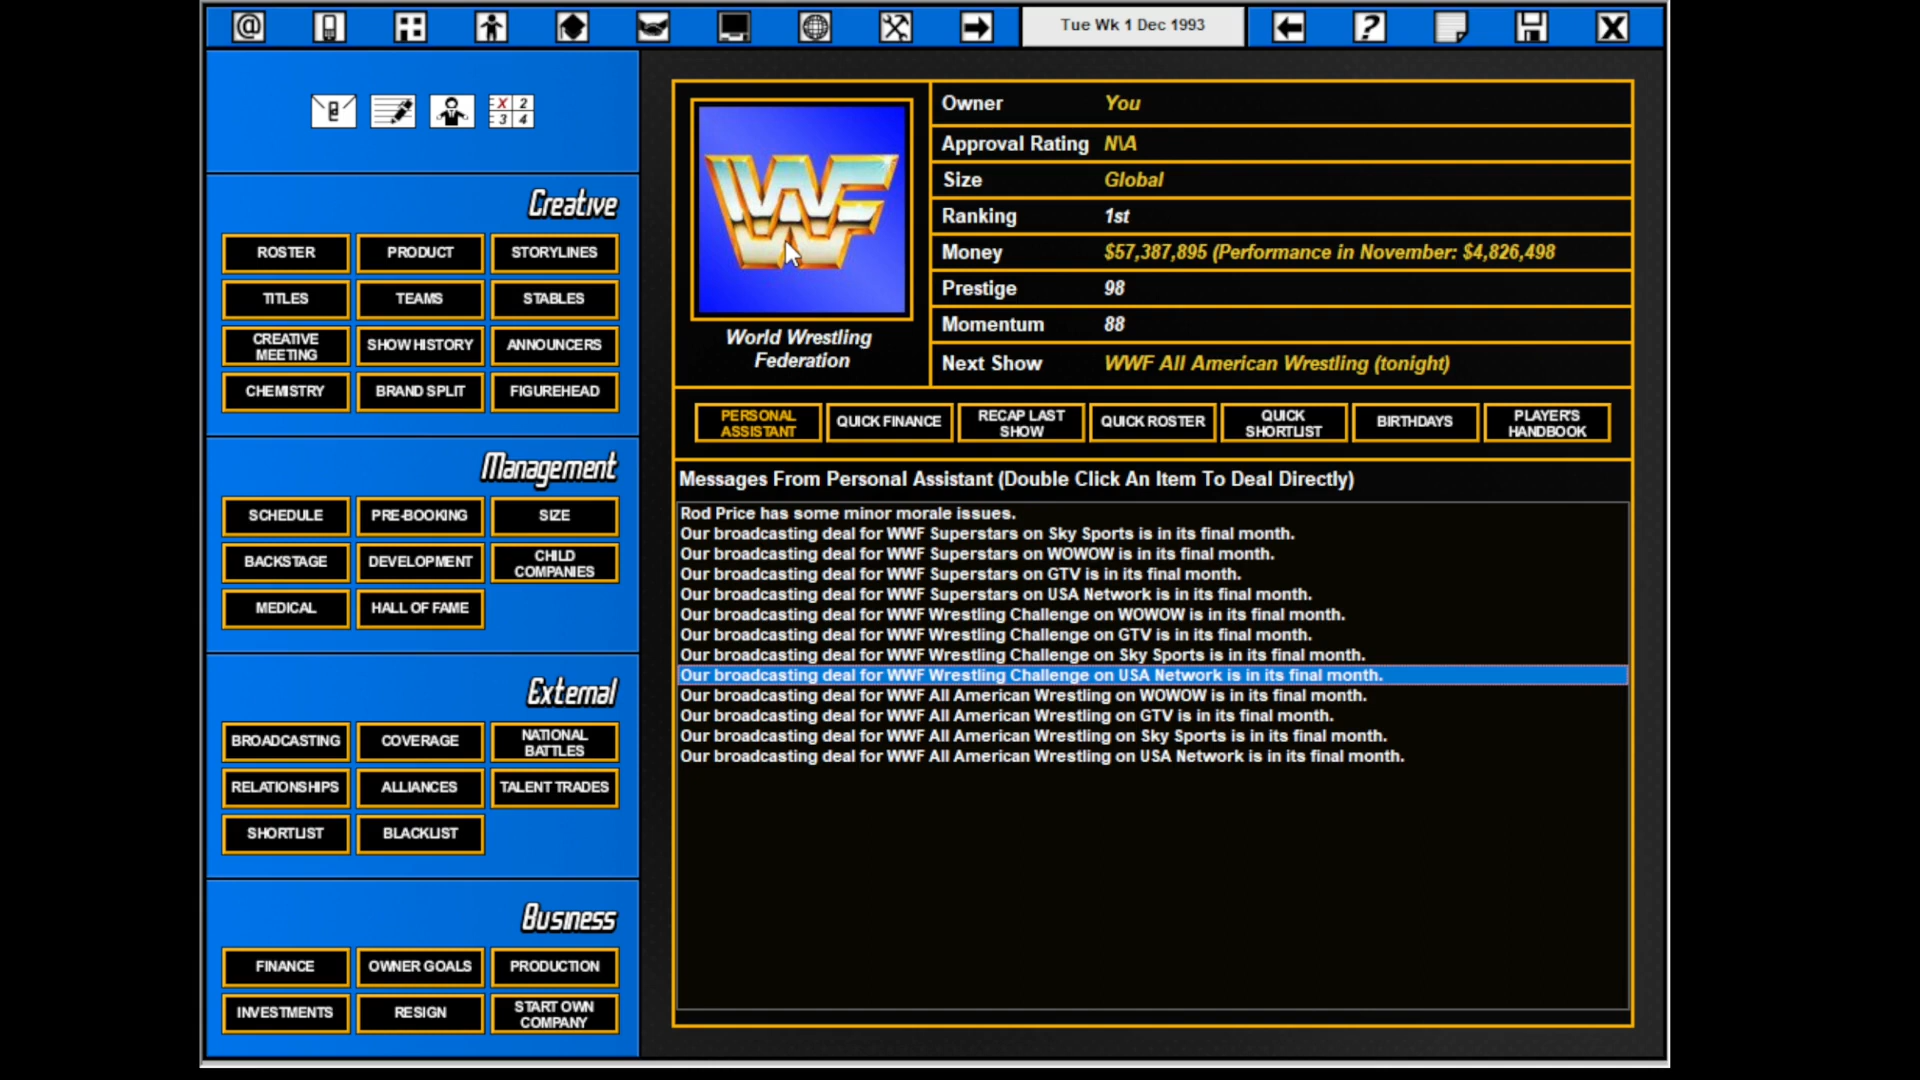 Tue Wk 1 Dec 1993
X 2
3 4
Creative
ROSTER
PRODUCT
STORYLINES
TITLES
TEAMS
STABLES
CREATIVE
MEETING
SHOW HISTORY
ANNOUNCERS
CHEMISTRY
BRAND SPLIT
FIGUREHEAD
Management
SCHEDULE
PRE-BOOKING
SIZE
BACKSTAGE
DEVELOPMENT
CHILD
COMPANIES
MEDICAL
HALL OF FAME
External
BROADCASTING
COVERAGE
NATIONAL
BATTLES
RELATIONSHIPS
ALLIANCES
TALENT TRADES
SHORTLIST
BLACKLIST
Business
FINANCE
OWNER GOALS
PRODUCTION
INVESTMENTS
RESIGN
START OWN
COMPANY
WWF
World Wrestling
Federation
Owner You
Approval Rating N\A
Size Global
Ranking 1st
Money $57,387,895 (Performance in November: $4,826,498
Prestige 98
Momentum 88
Next Show WWF All American Wrestling (tonight)
PERSONAL
ASSISTANT
QUICK FINANCE
RECAP LAST
SHOW
QUICK ROSTER
QUICK
SHORTLIST
BIRTHDAYS
PLAYER'S
HANDBOOK
Messages From Personal Assistant (Double Click An Item To Deal Directly)
Rod Price has some minor morale issues.
Our broadcasting deal for WWF Superstars on Sky Sports is in its final month.
Our broadcasting deal for WWF Superstars on WOWOW is in its final month.
Our broadcasting deal for WWF Superstars on GTV is in its final month.
Our broadcasting deal for WWF Superstars on USA Network is in its final month.
Our broadcasting deal for WWF Wrestling Challenge on WOWOW is in its final month.
Our broadcasting deal for WWF Wrestling Challenge on GTV is in its final month.
Our broadcasting deal for WWF Wrestling Challenge on Sky Sports is in its final month.
Our broadcasting deal for WWF Wrestling Challenge on USA Network is in its final month.
Our broadcasting deal for WWF All American Wrestling on WOWOW is in its final month.
Our broadcasting deal for WWF All American Wrestling on GTV is in its final month.
Our broadcasting deal for WWF All American Wrestling on Sky Sports is in its final month.
Our broadcasting deal for WWF All American Wrestling on USA Network is in its final month.